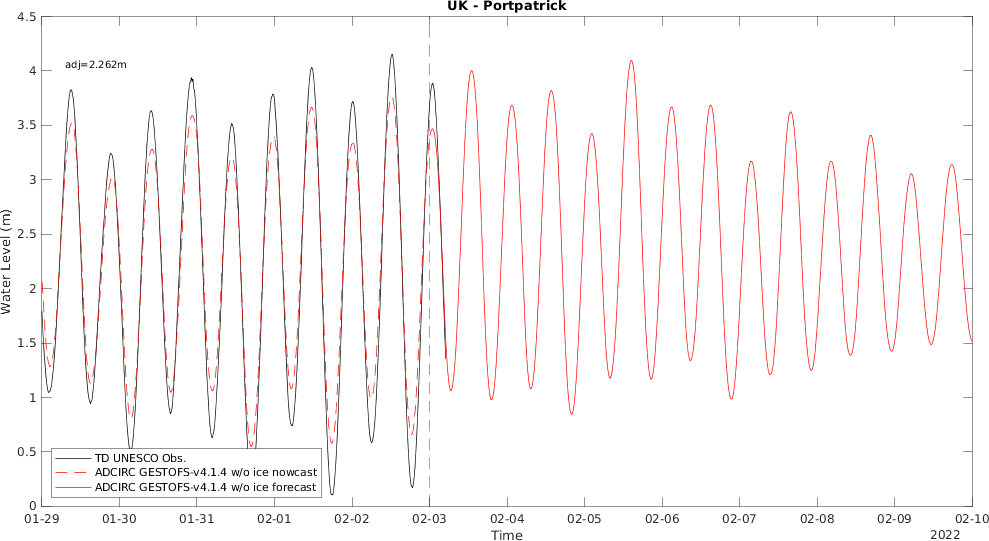 UK - Portpatrick
adj=2.262m
4.5
4
3.5
3
2.5
2
1.5
1
0.5
0
Water Level (m)
TD UNESCO Obs.
ADCIRC GESTOFS-v4.1.4 w/o ice nowcast
ADCIRC GESTOFS-v4.1.4 w/o ice forecast
01-29 01-30 01-31 02-01 02-02 02-03 02-04 02-05 02-06 02-07 02-08 02-09 02-10
Time
2022